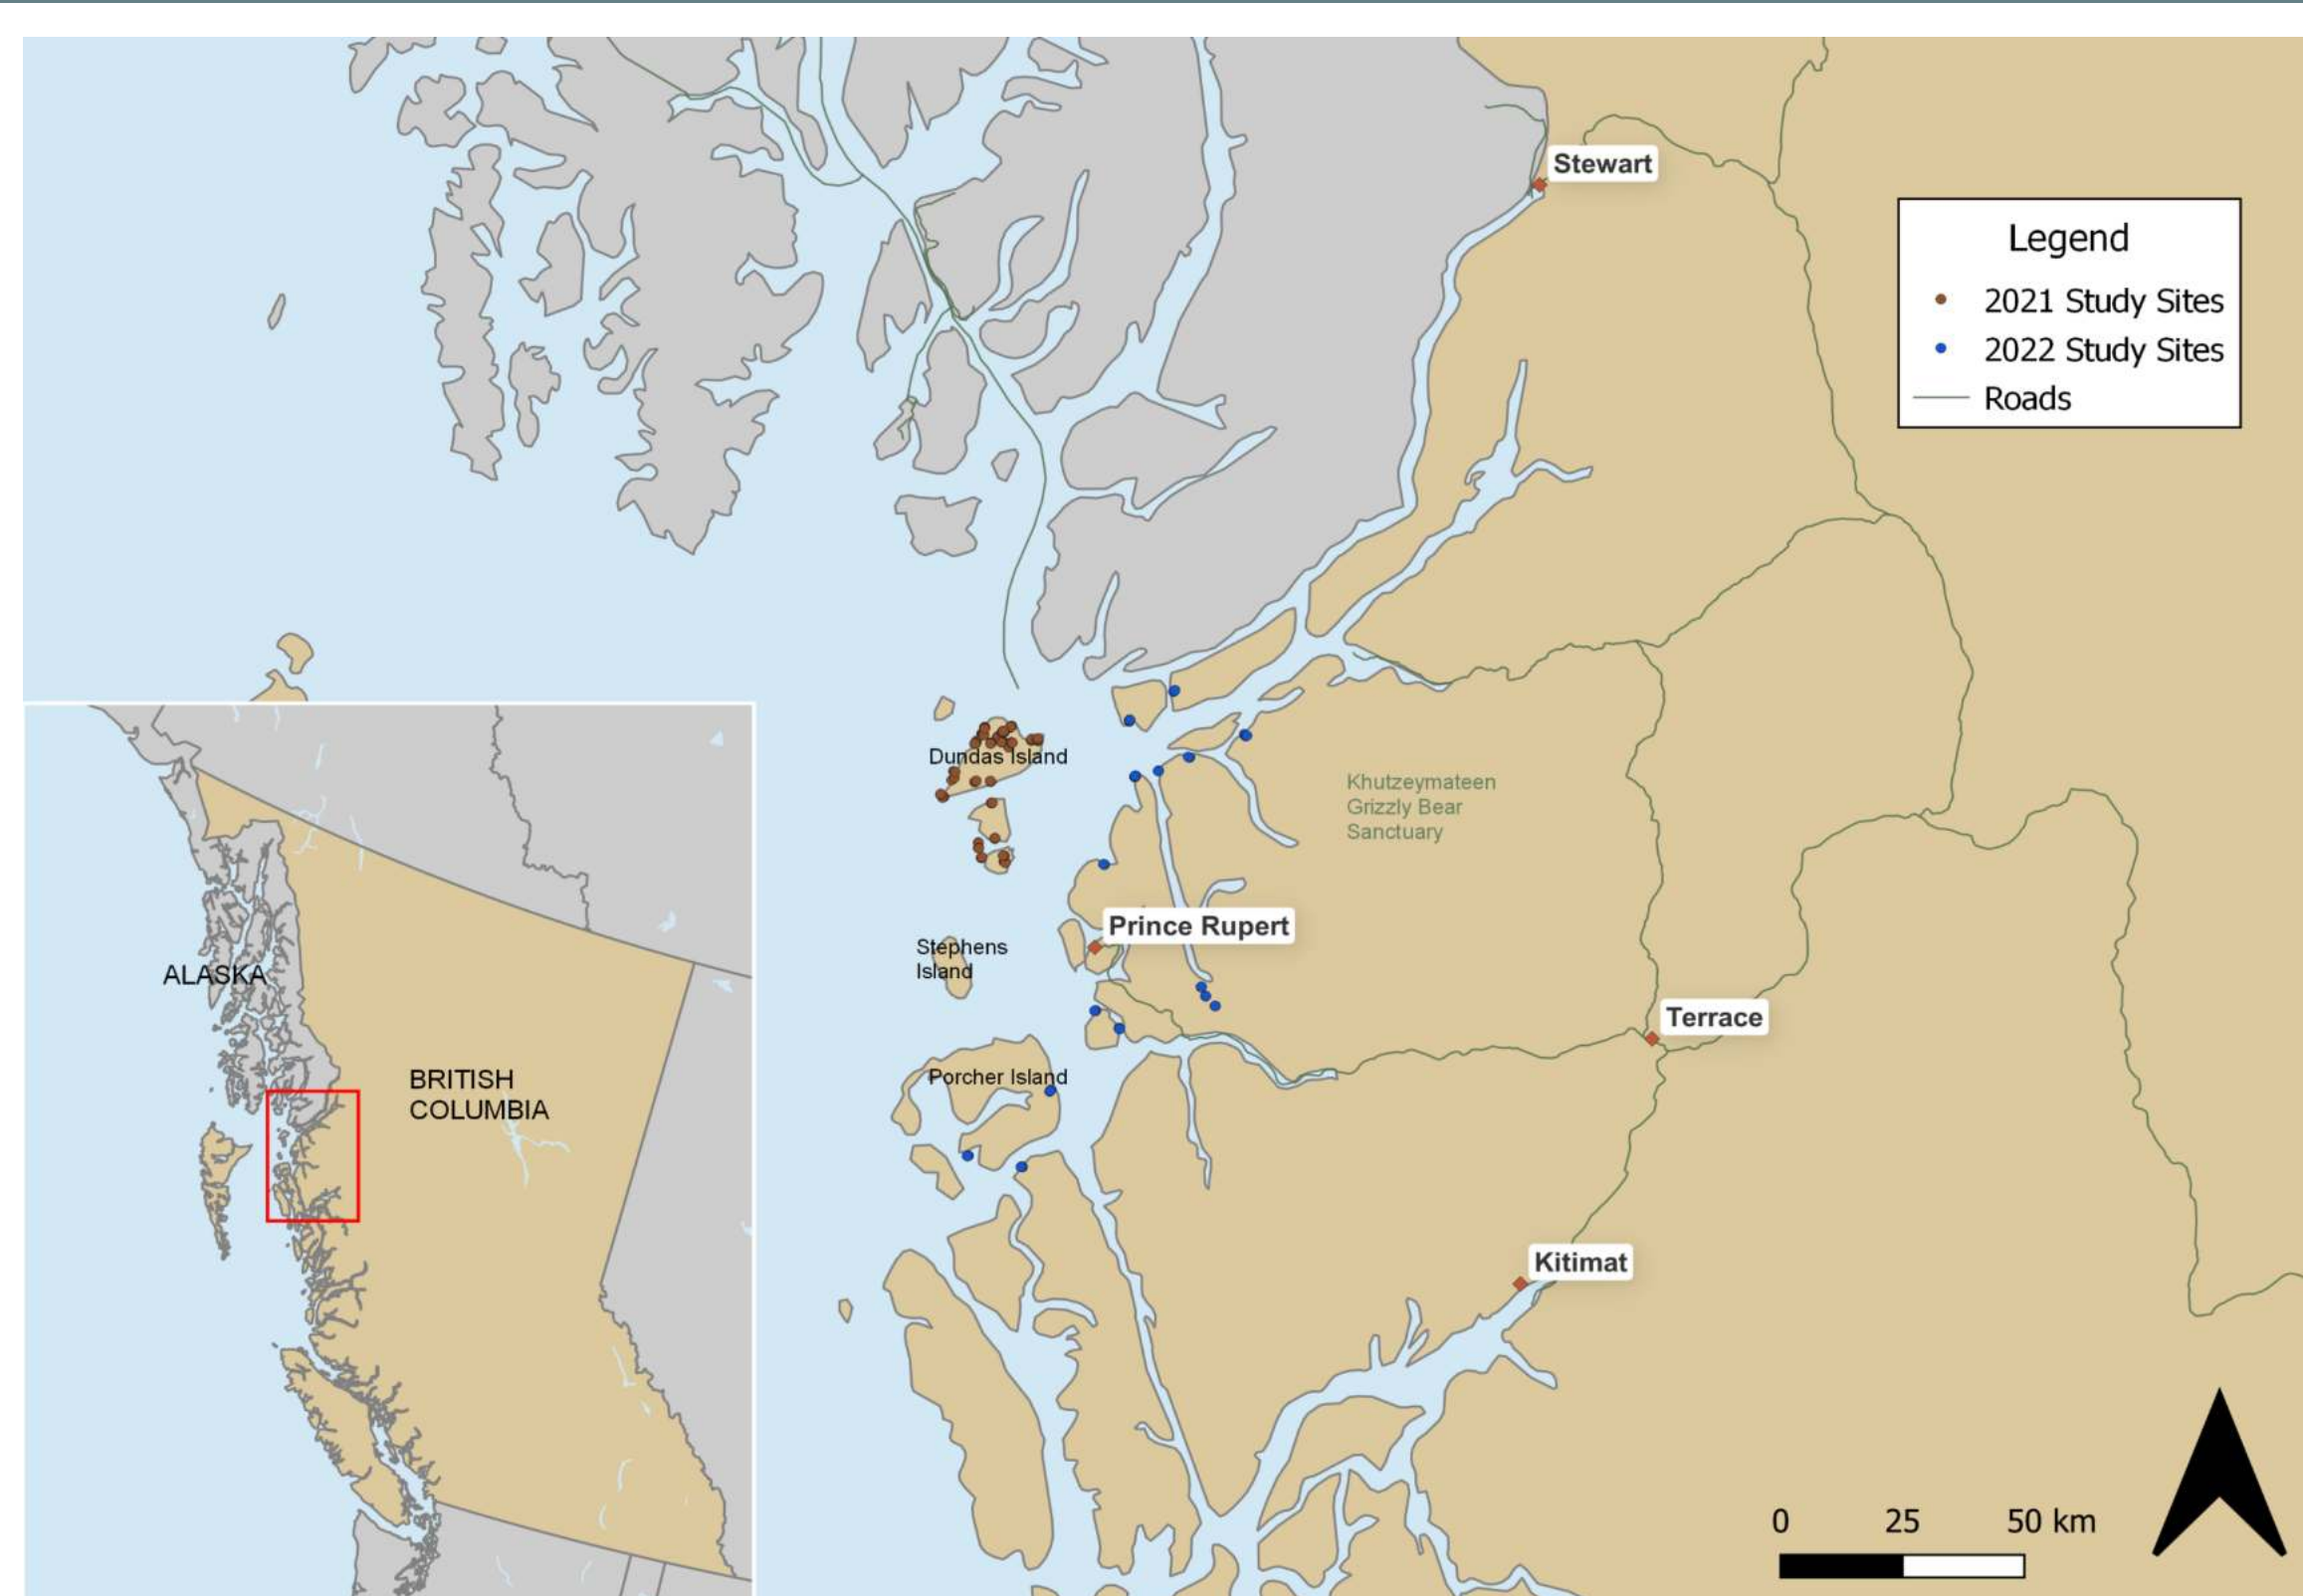 Stewart
Legend
2021 Study Sites
2022 Study Sites
Roads
Dundas Island
Khutzeymateen
Grizzly Bear
Sanctuary
Prince Rupert
Stephens
Island
ALASKA
Terrace
BRITISH
COLUMBIA
Porcher Island
Kitimat
0 25 50 km